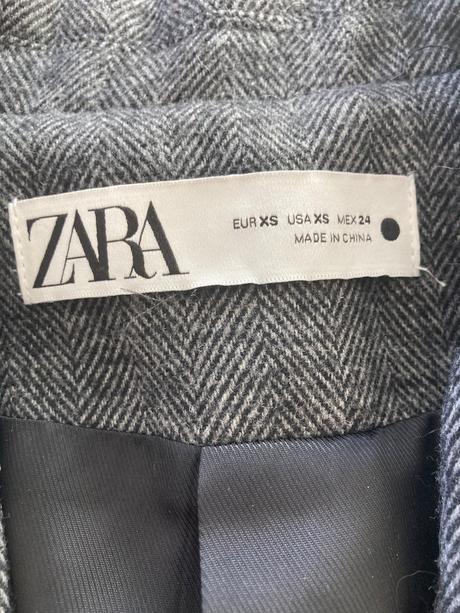 ZARA
EUR XS USA XS MEX 24
MADE IN CHINA